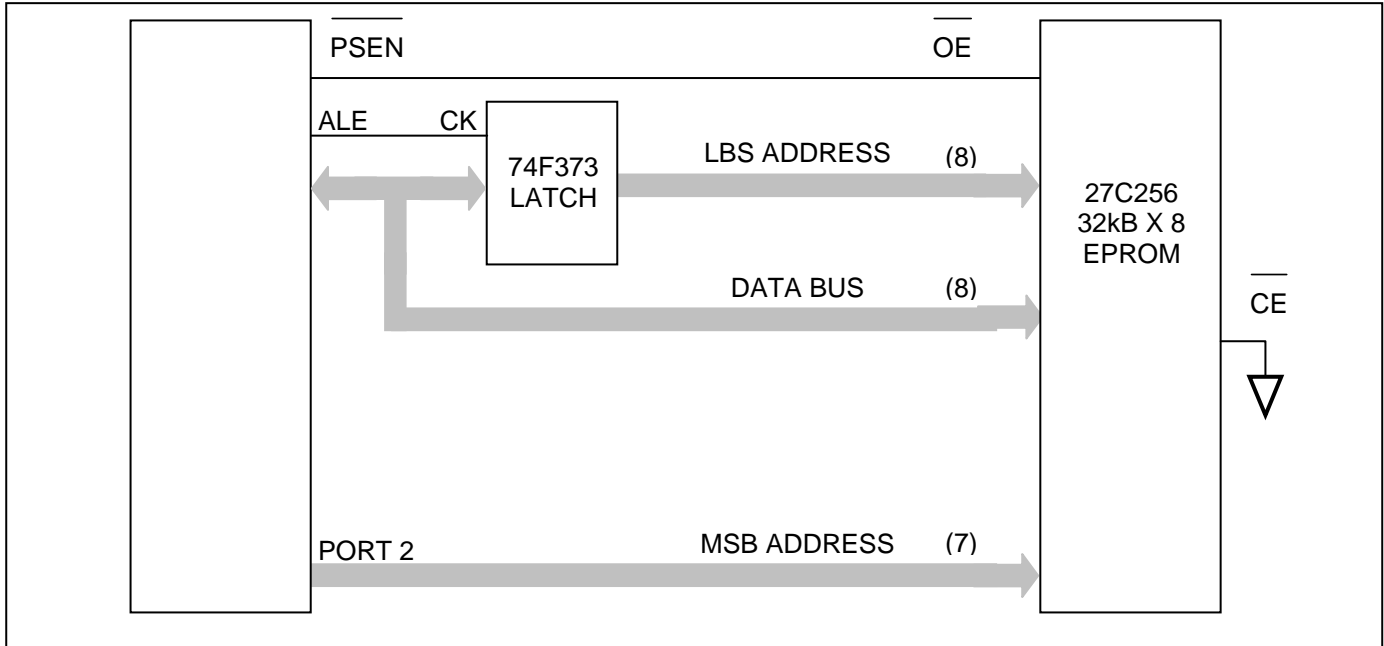 PSEN
OE
ALE
CK
74F373
LATCH
LBS ADDRESS
(8)
27C256
32kB X 8
EPROM
DATA BUS
(8)
CE
PORT 2
MSB ADDRESS
(7)